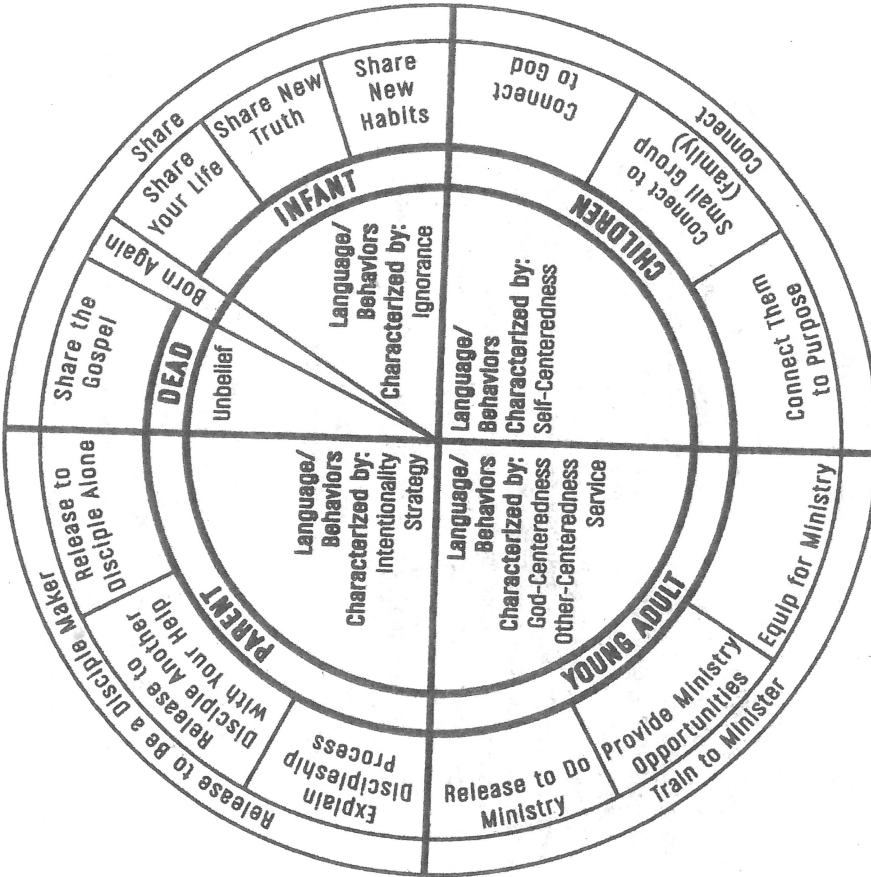 Share
Share the
Gospel
Born Again
Share
Your Life
Share New
Truth
Share
New
Habits
DEAD
INFANT
Unbelief
Language/
Behaviors
Characterized by:
Ignorance
Connect
Connect
to God
Connect to
Small Group
(Family)
Connect Them
to Purpose
CHILDREN
Language/
Behaviors
Characterized by:
Self-Centeredness
Train to Minister
Equip for Ministry
Provide Ministry
Opportunities
Release to Do
Ministry
YOUNG ADULT
Language/
Behaviors
Characterized by:
God-Centeredness
Other-Centeredness
Service
Release to Be a Disciple Maker
Explain
Discipleship
Process
Release to
Disciple Another
with Your Help
Release to
Disciple Alone
PARENT
Language/
Behaviors
Characterized by:
Intentionality
Strategy